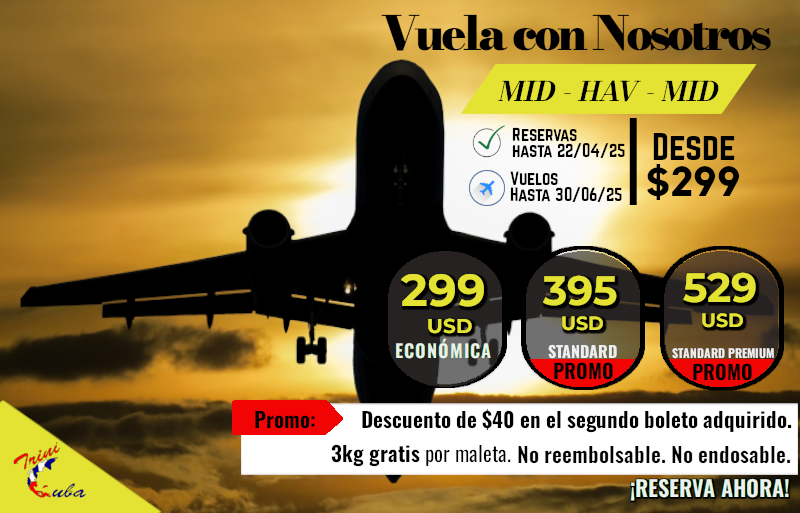 Vuela con Nosotros
MID - HAV - MID
RESERVAS
HASTA 22/04/25
VUELOS
HASTA 30/06/25
DESDE
$299
299
USD
ECONÓMICA
395
USD
STANDARD
PROMO
529
USD
STANDARD PREMIUM
PROMO
Promo: Descuento de $40 en el segundo boleto adquirido.
3kg gratis por maleta. No reembolsable. No endosable.
¡RESERVA AHORA!
Trini
Cuba